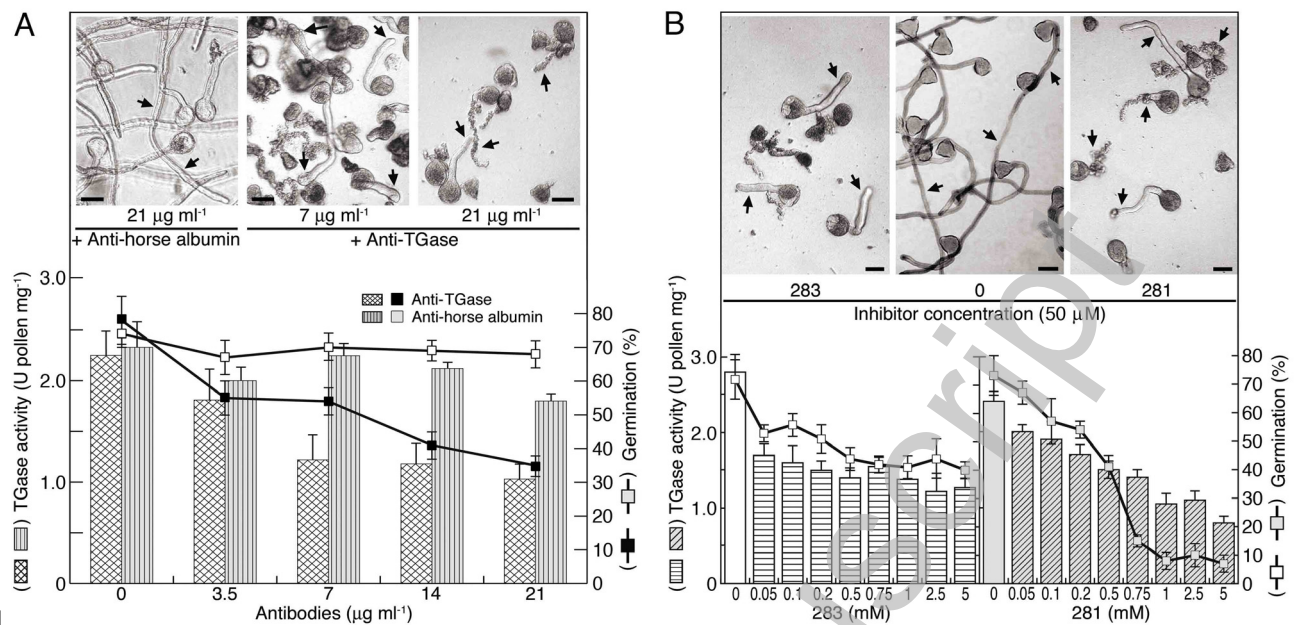 A
21 µg ml-1
7 µg ml-1
21 µg ml-1
+ Anti-horse albumin
+ Anti-TGase
( ) TGase activity (U pollen mg-1)
3.0
2.0
1.0
0
Anti-TGase
Anti-horse albumin
80
70
60
50
40
30
20
10
0
( ) Germination (%)
0 3.5 7 14 21
Antibodies (µg ml-1)
B
283 0 281
Inhibitor concentration (50 µM)
( ) TGase activity (U pollen mg-1)
3.0
2.0
1.0
0
80
70
60
50
40
30
20
10
0
( ) Germination (%)
0 0.05 0.1 0.2 0.5 0.75 1 2.5 5 0 0.05 0.1 0.2 0.5 0.75 1 2.5 5
283 (mM) 281 (mM)
script